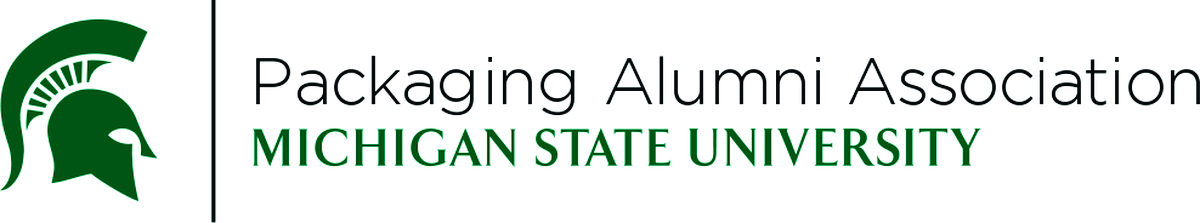 Packaging Alumni Association
MICHIGAN STATE UNIVERSITY